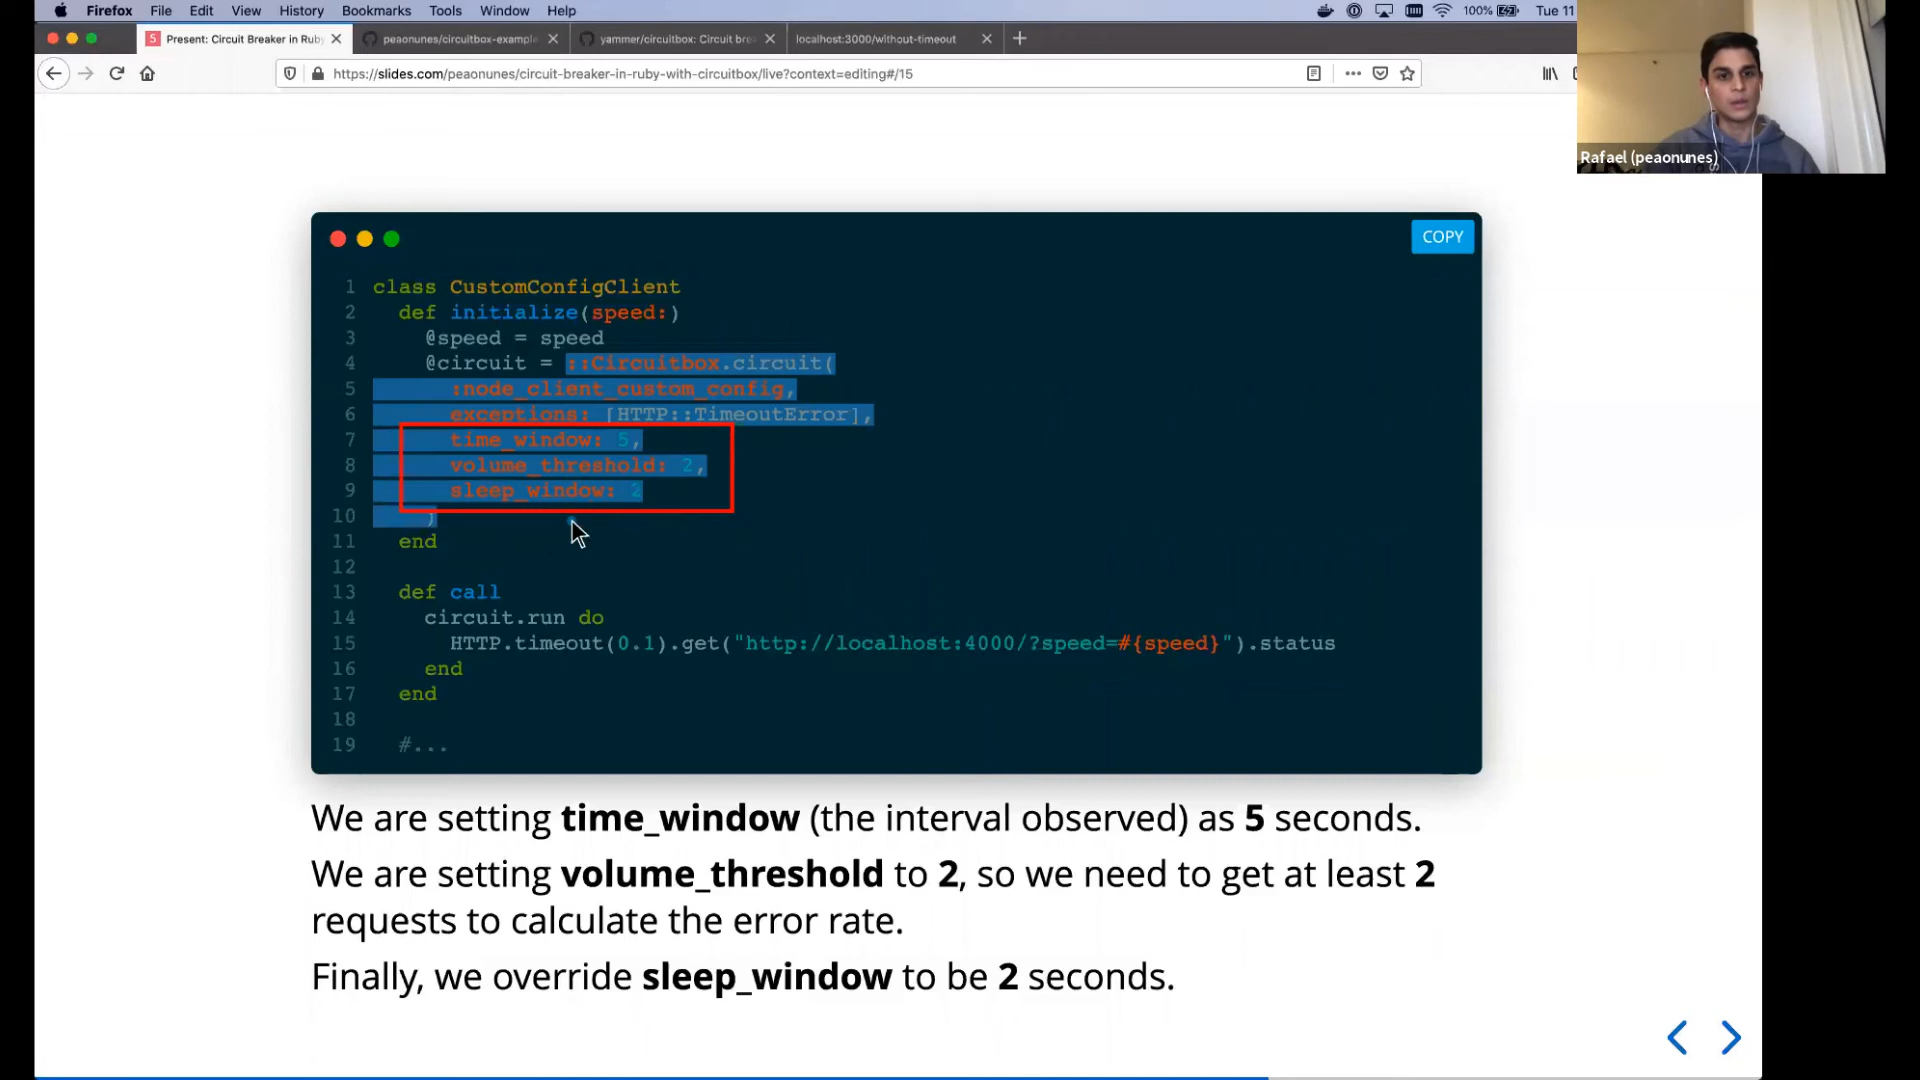 Firefox File Edit View History Bookmarks Tools Window Help 100% Tue 11
Present: Circuit Breaker in Ruby peaonunes/circuitbox-example yammer/circuitbox: Circuit bre localhost:3000/without-timeout
https://slides.com/peaonunes/circuit-breaker-in-ruby-with-circuitbox/live?context=editing#/15
Rafael (peaonunes)
COPY
1 class CustomConfigClient
2 def initialize(speed:)
3 @speed = speed
4 @circuit = ::Circuitbox.circuit(
5 :node_client_custom_config,
6 exceptions: [HTTP::TimeoutError],
7 time_window: 5,
8 volume_threshold: 2,
9 sleep_window: 2
10 )
11 end
12
13 def call
14 circuit.run do
15 HTTP.timeout(0.1).get("http://localhost:4000/?speed=#{speed}").status
16 end
17 end
18
19 #...
We are setting time_window (the interval observed) as 5 seconds.
We are setting volume_threshold to 2, so we need to get at least 2
requests to calculate the error rate.
Finally, we override sleep_window to be 2 seconds.